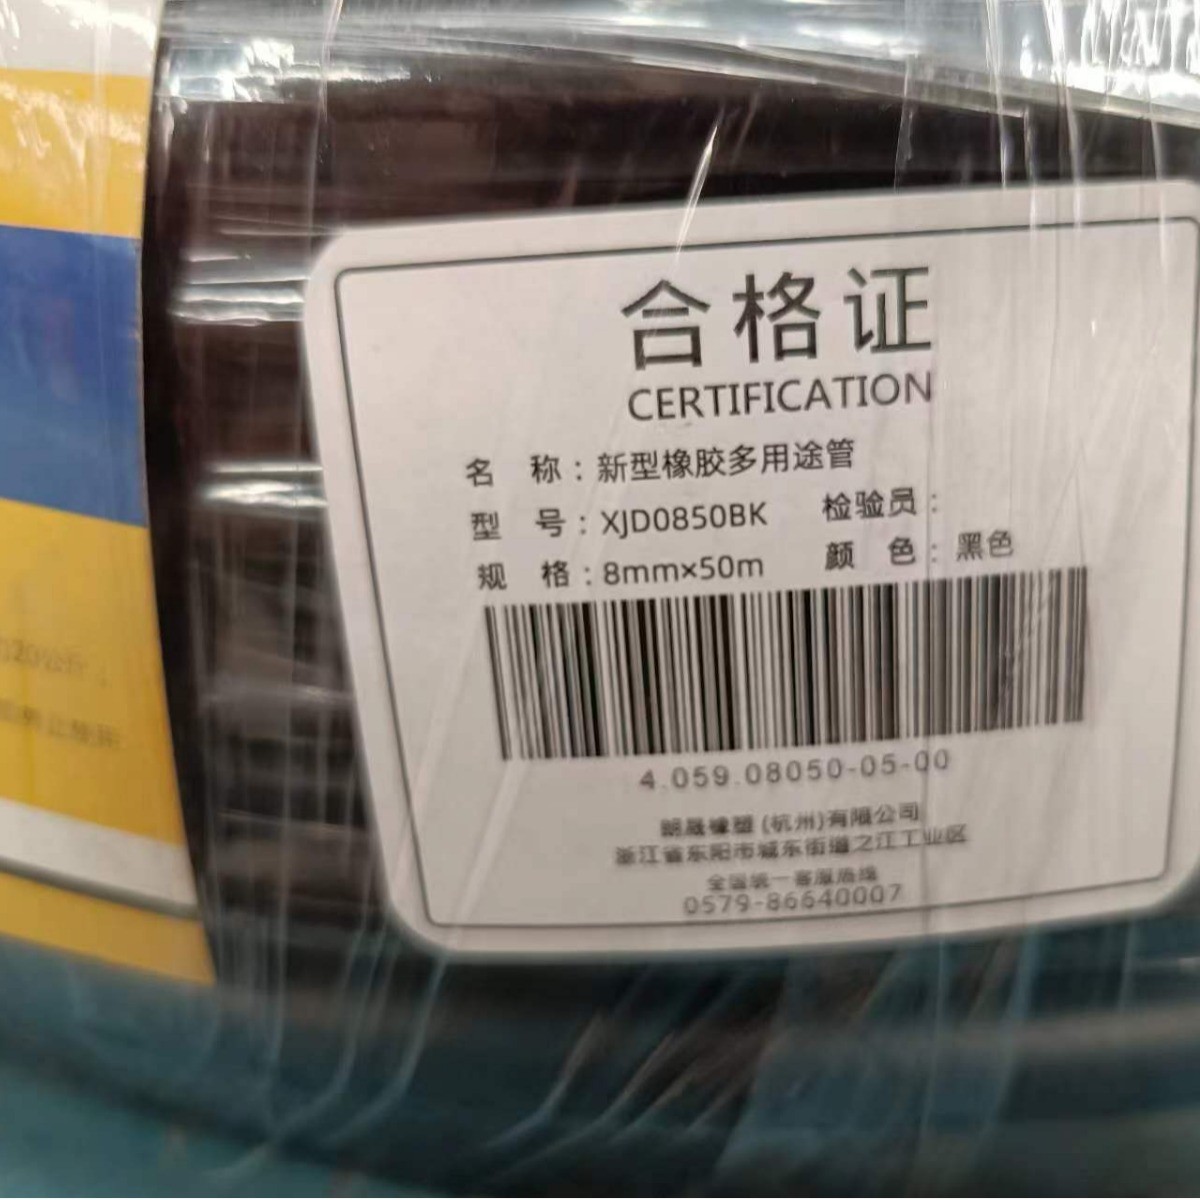 合格证
CERTIFICATION
名 称：新型橡胶多用途管
型 号：XJD0850BK 检验员：
规 格：8mm×50m 颜 色：黑色
4.059.08050-05-00
朗晟橡塑(杭州)有限公司
浙江省东阳市城东街道之江工业区
全国统一客服热线
0579-86640007